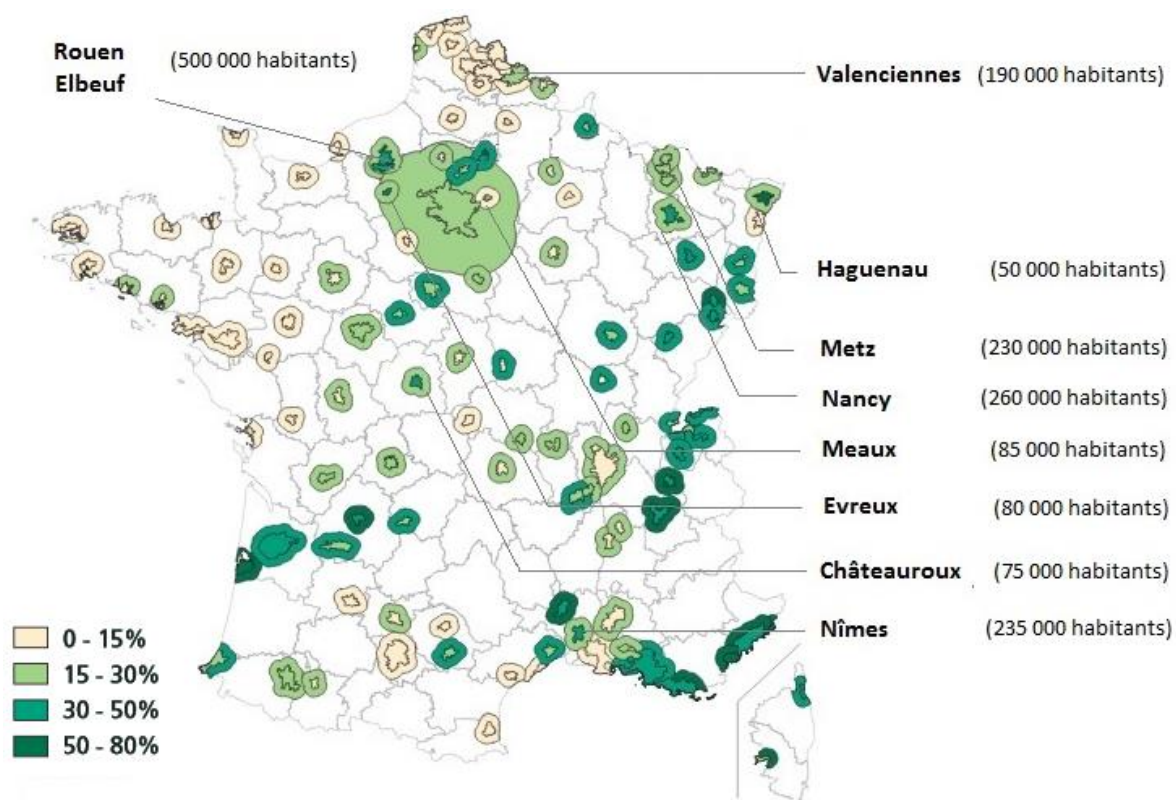 Rouen (500 000 habitants)
Elbeuf
Valenciennes (190 000 habitants)
Haguenau (50 000 habitants)
Metz (230 000 habitants)
Nancy (260 000 habitants)
Meaux (85 000 habitants)
Evreux (80 000 habitants)
Châteauroux (75 000 habitants)
Nîmes (235 000 habitants)
0 - 15%
15 - 30%
30 - 50%
50 - 80%